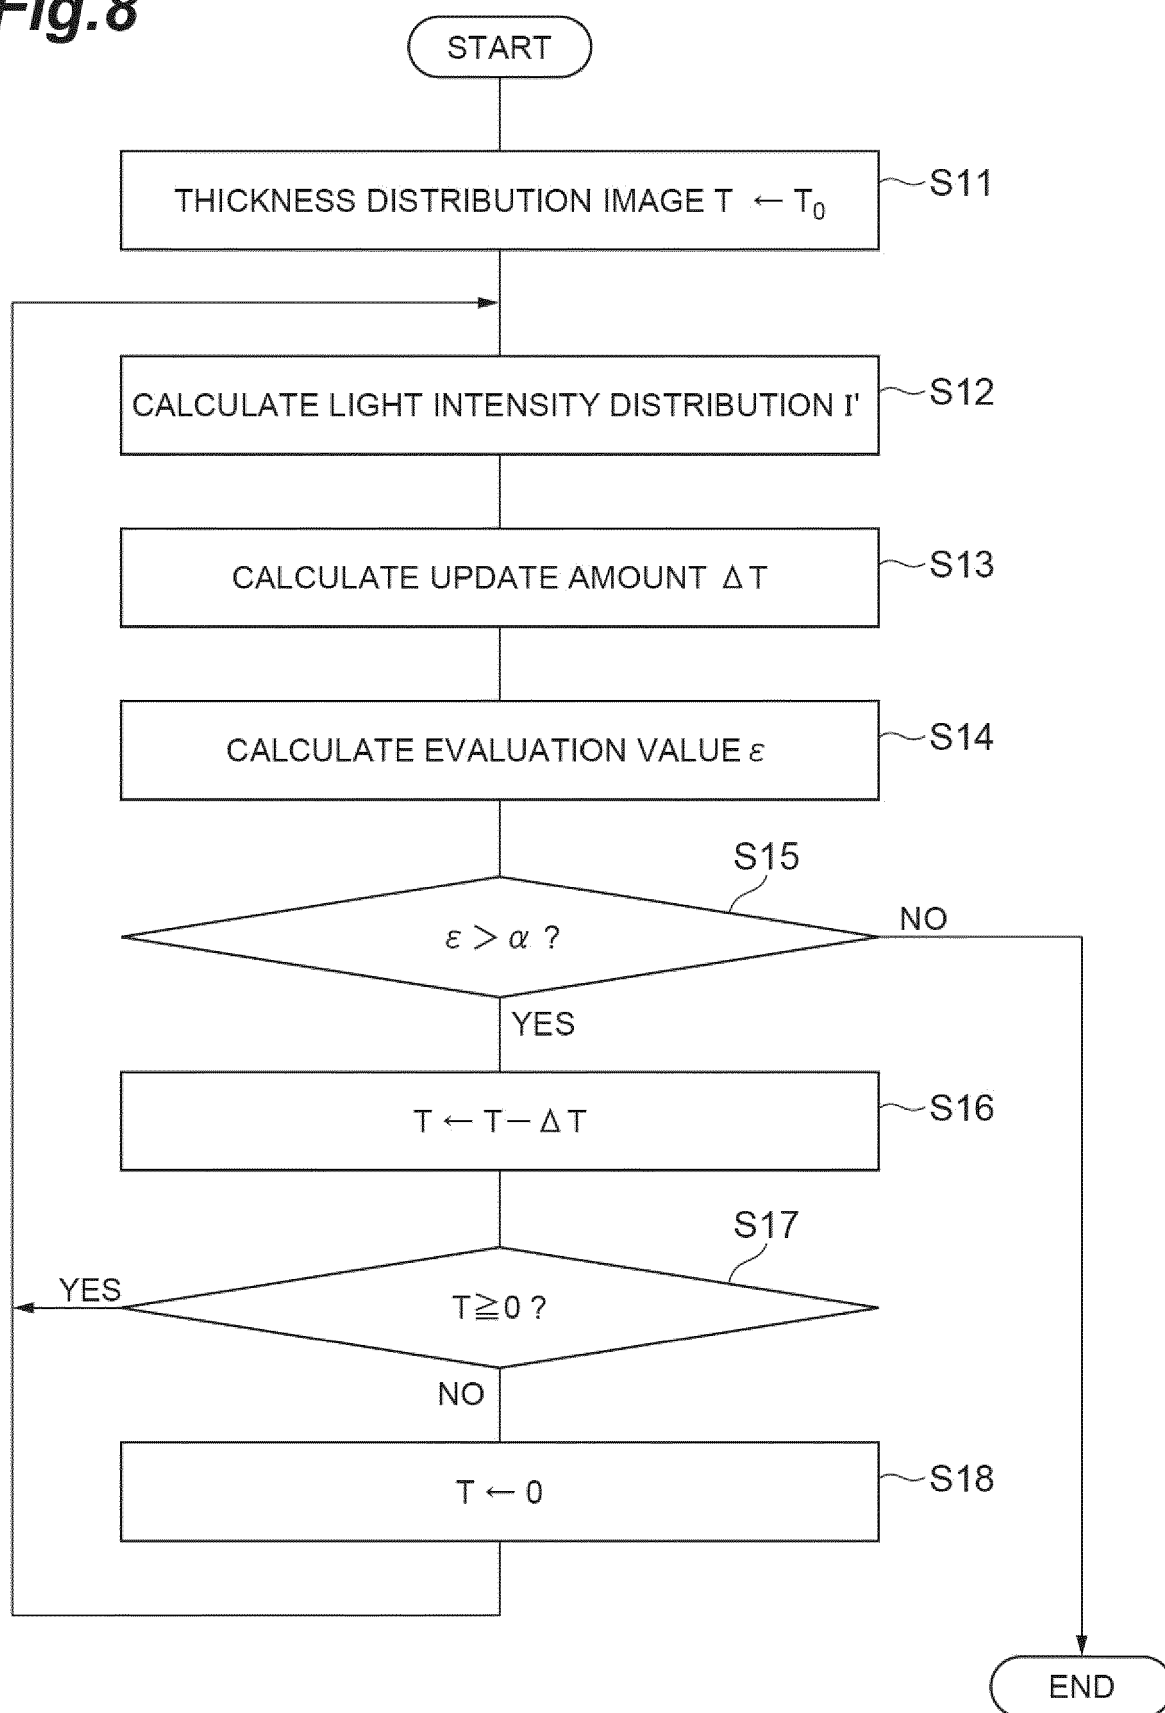 Fig.8
START
THICKNESS DISTRIBUTION IMAGE T ← T₀
S11
CALCULATE LIGHT INTENSITY DISTRIBUTION I'
S12
CALCULATE UPDATE AMOUNT ΔT
S13
CALCULATE EVALUATION VALUE ε
S14
S15
ε > α ?
NO
YES
T ← T − ΔT
S16
S17
YES
T ≧ 0 ?
NO
T ← 0
S18
END